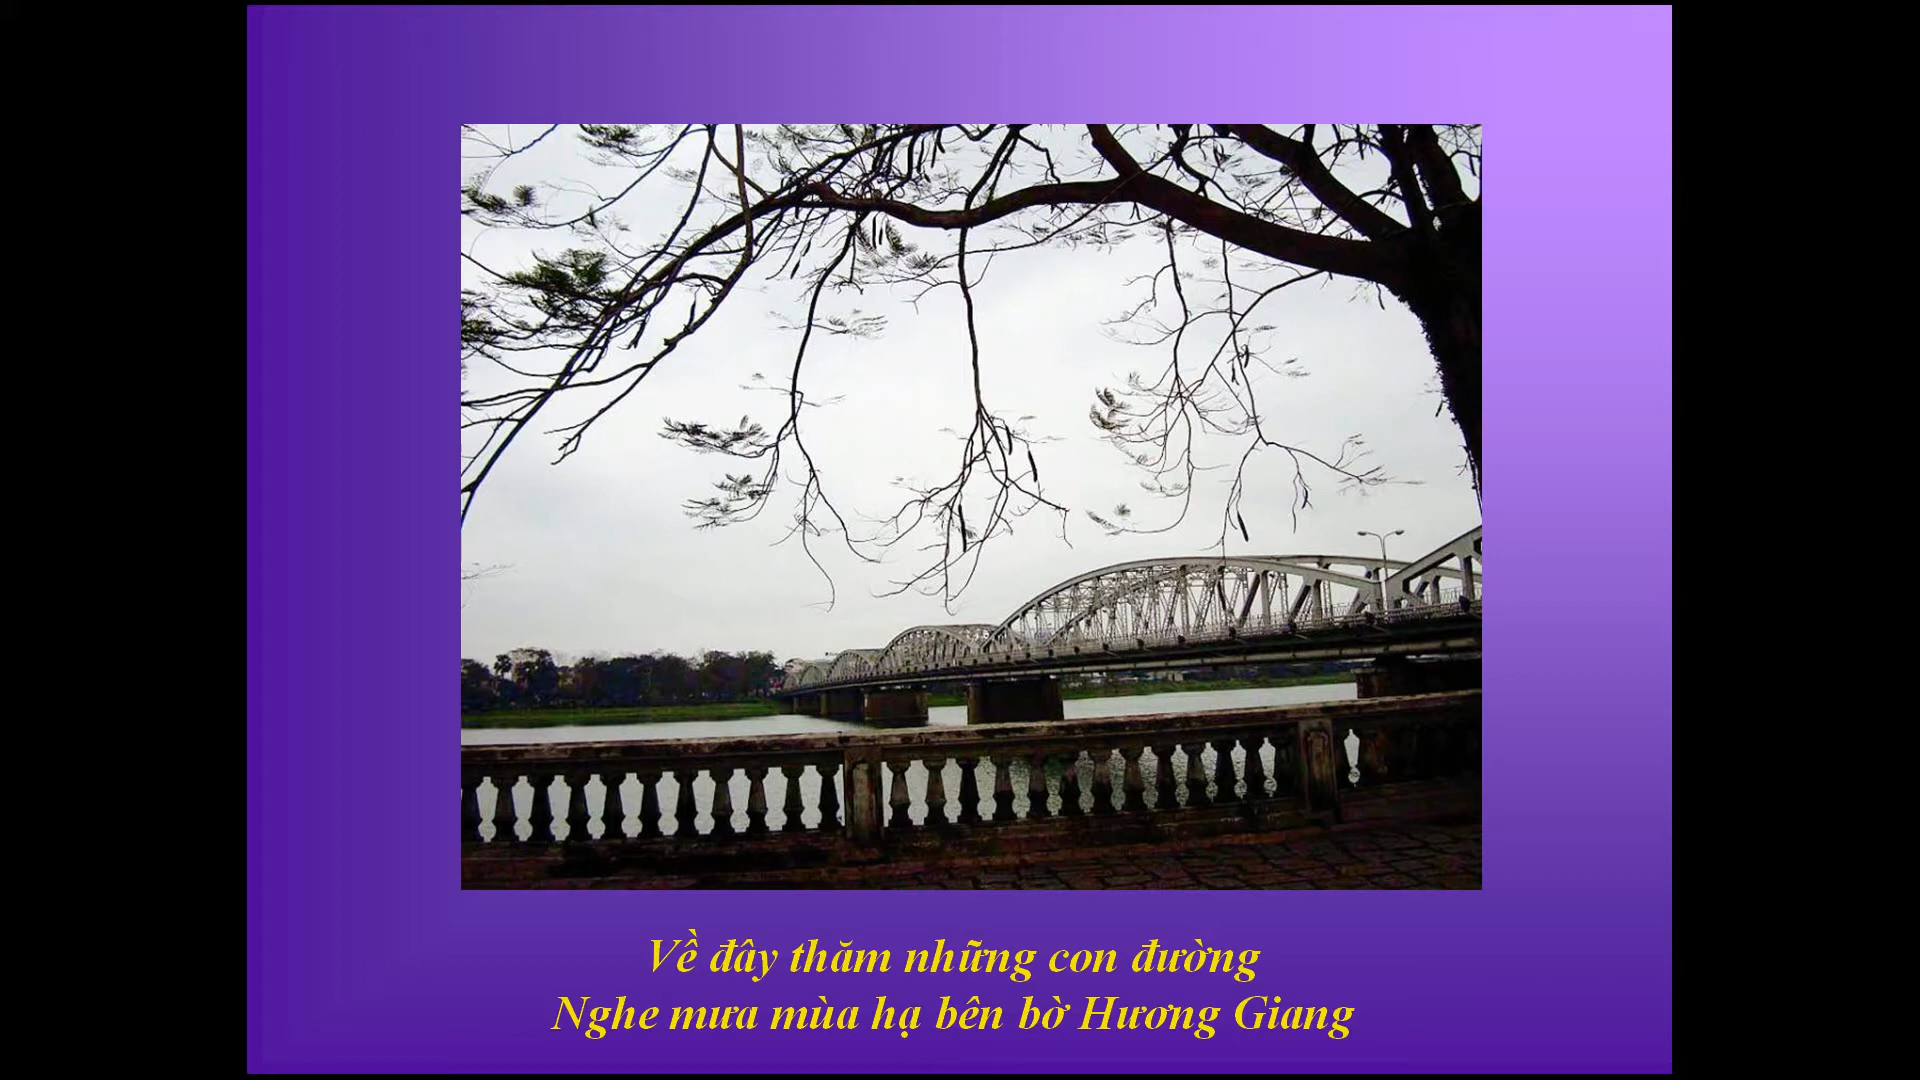 Về đây thăm những con đường
Nghe mưa mùa hạ bên bờ Hương Giang